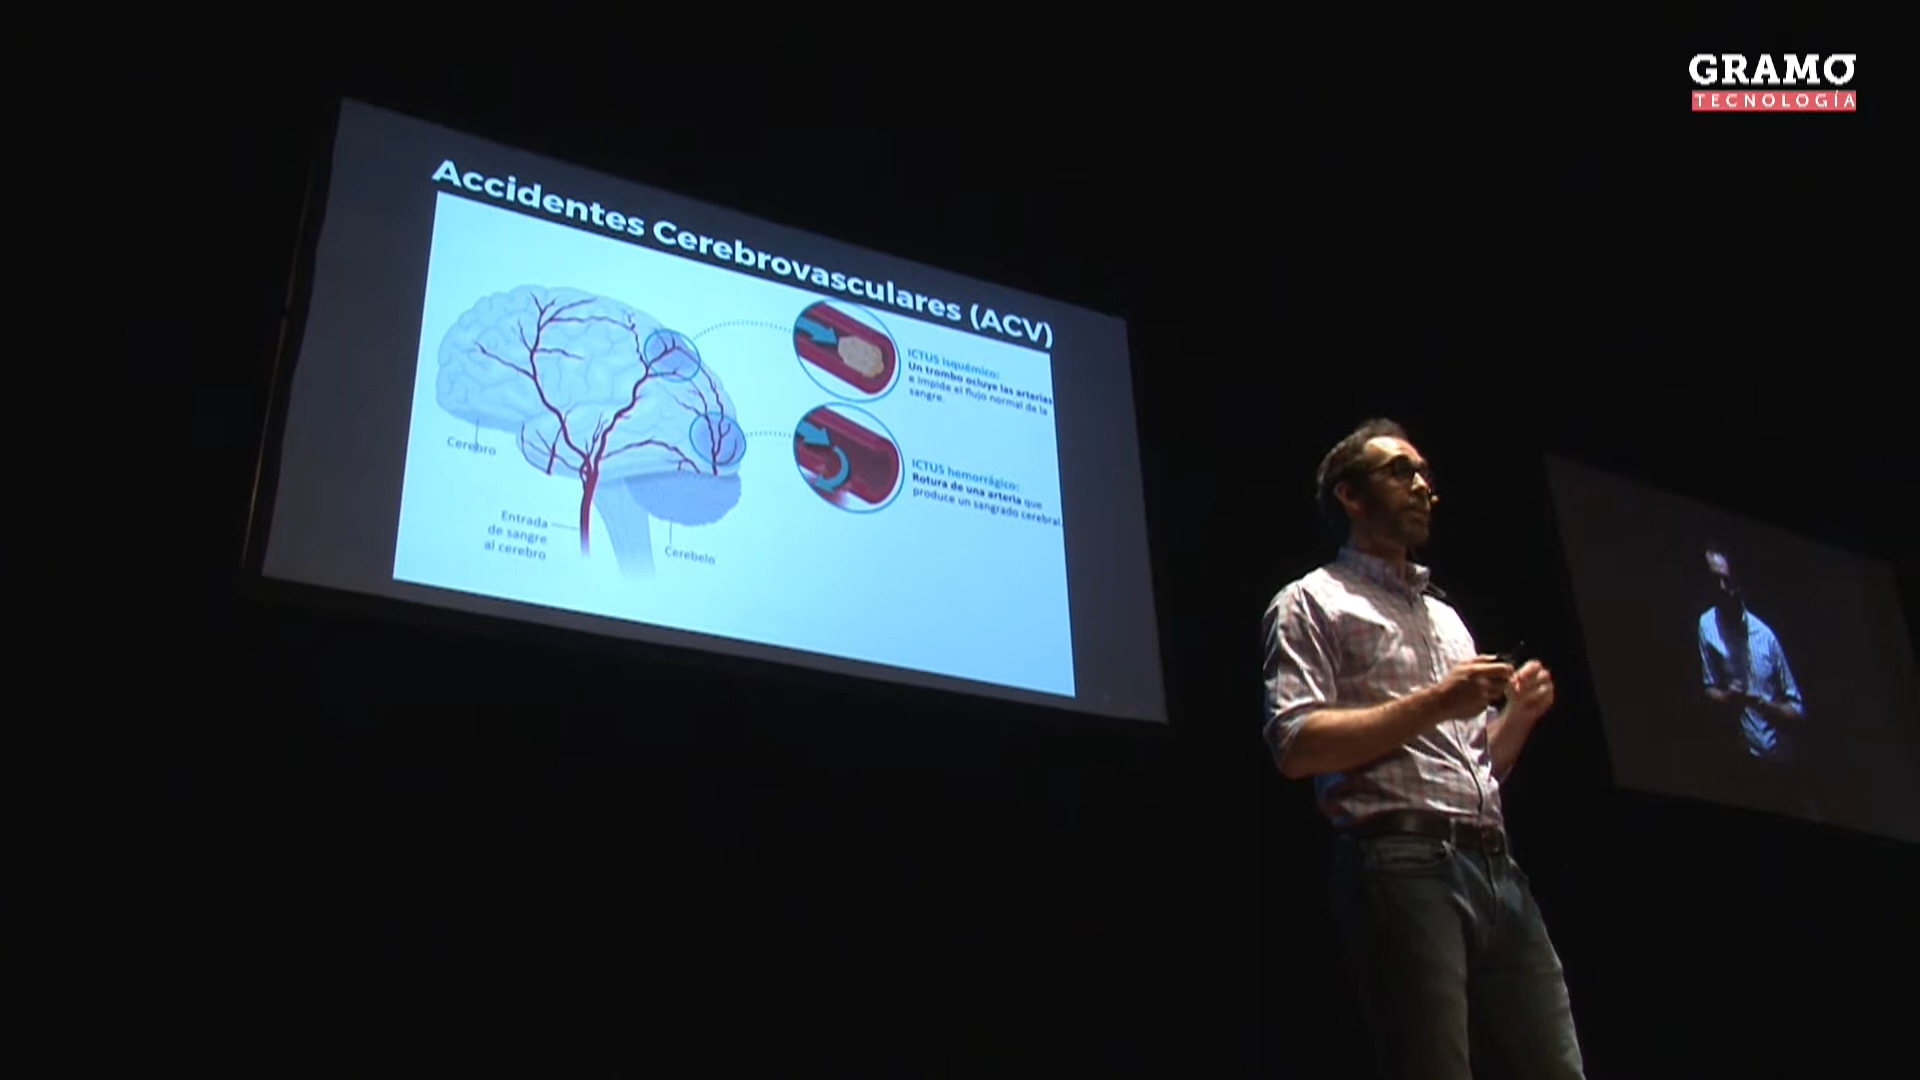 GRAMO
TECNOLOGÍA
Accidentes Cerebrovasculares (ACV)
ICTUS isquémico:
Un trombo ocluye las arterias
e impide el flujo normal de la
sangre.
Cerebro
ICTUS hemorrágico:
Rotura de una arteria que
produce un sangrado cerebral.
Entrada
de sangre
al cerebro
Cerebelo